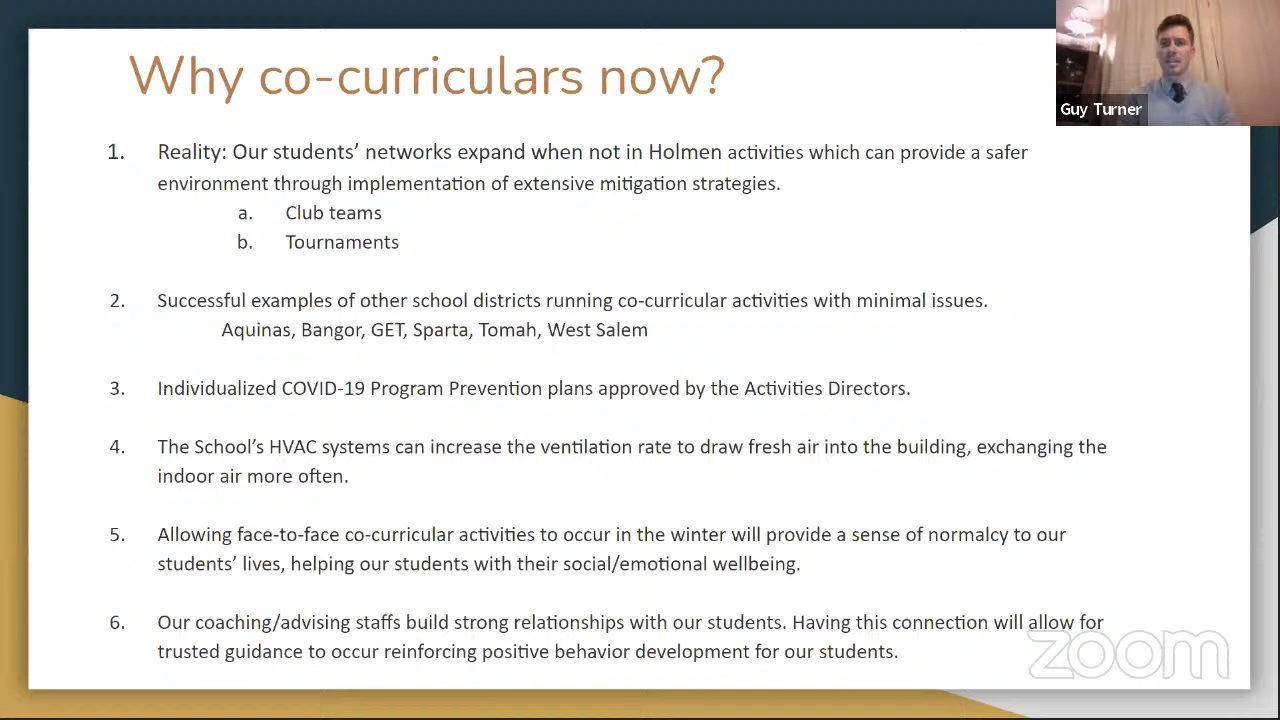 Why co-curriculars now?
Guy Turner
1. Reality: Our students’ networks expand when not in Holmen activities which can provide a safer
environment through implementation of extensive mitigation strategies.
a. Club teams
b. Tournaments
2. Successful examples of other school districts running co-curricular activities with minimal issues.
Aquinas, Bangor, GET, Sparta, Tomah, West Salem
3. Individualized COVID-19 Program Prevention plans approved by the Activities Directors.
4. The School’s HVAC systems can increase the ventilation rate to draw fresh air into the building, exchanging the
indoor air more often.
5. Allowing face-to-face co-curricular activities to occur in the winter will provide a sense of normalcy to our
students’ lives, helping our students with their social/emotional wellbeing.
6. Our coaching/advising staffs build strong relationships with our students. Having this connection will allow for
trusted guidance to occur reinforcing positive behavior development for our students.
zoom